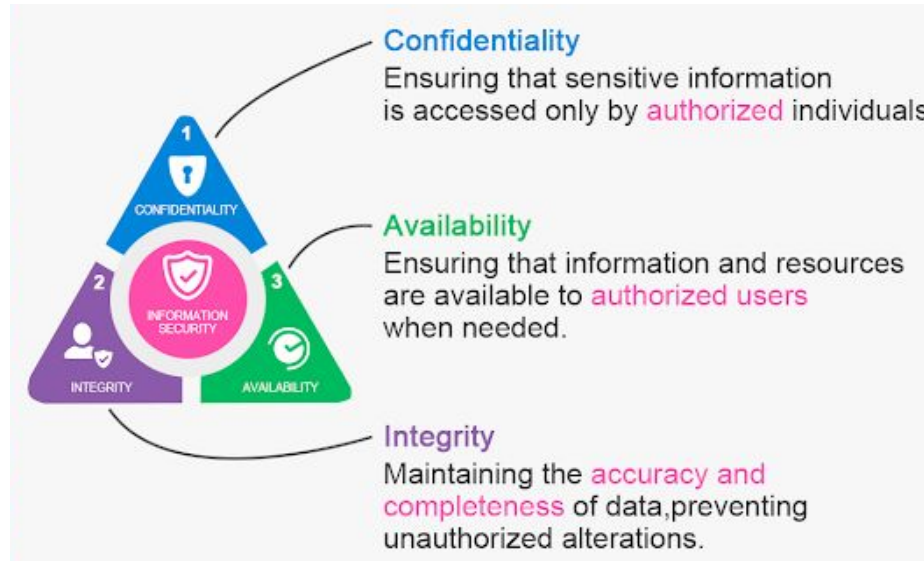 1
CONFIDENTIALITY
2
INTEGRITY
3
AVAILABILITY
INFORMATION
SECURITY
Confidentiality
Ensuring that sensitive information
is accessed only by authorized individuals
Availability
Ensuring that information and resources
are available to authorized users
when needed.
Integrity
Maintaining the accuracy and
completeness of data,preventing
unauthorized alterations.